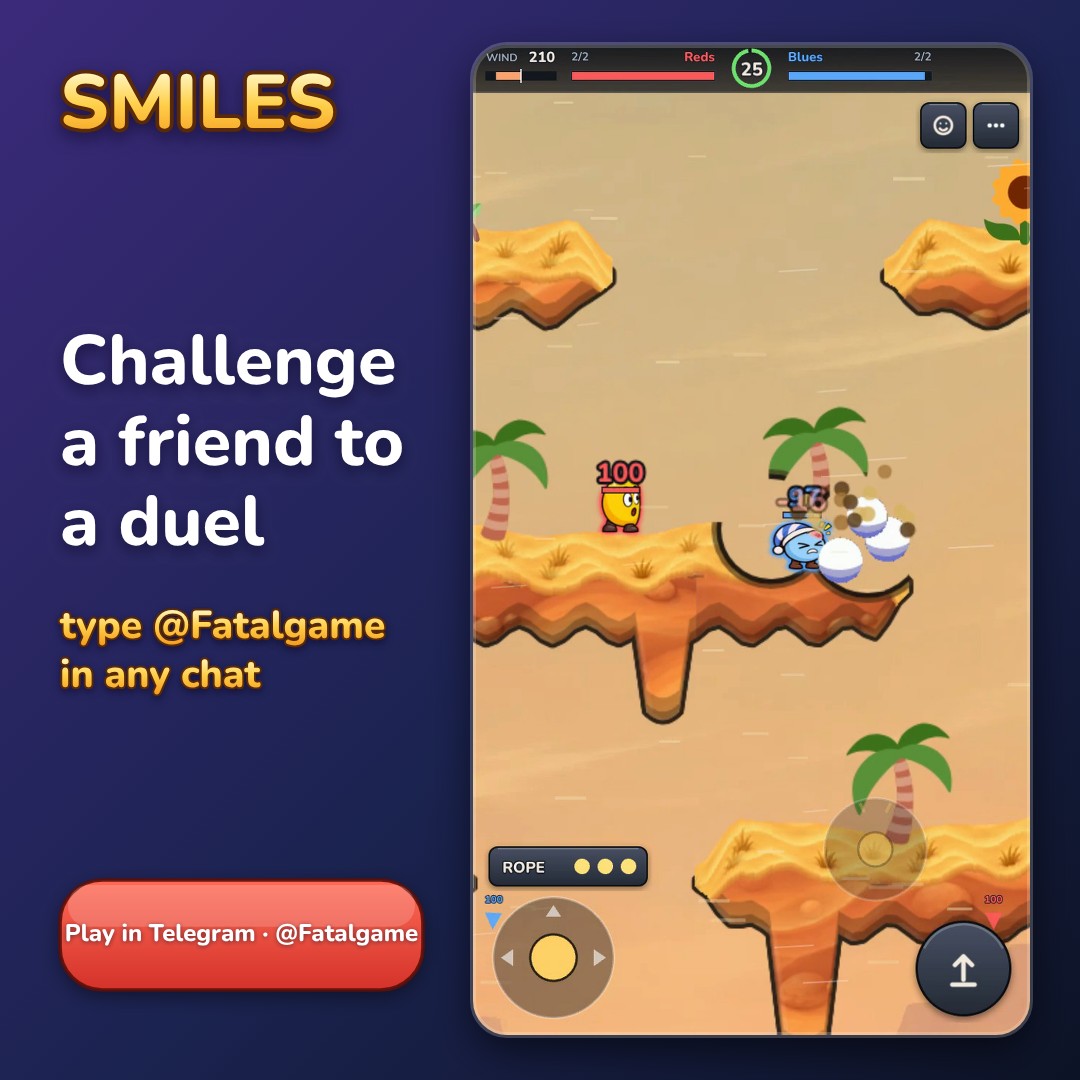 SMILES
Challenge
a friend to
a duel
type @Fatalgame
in any chat
Play in Telegram · @Fatalgame
WIND 210 2/2 Reds 25 Blues 2/2
100
ROPE
100
100